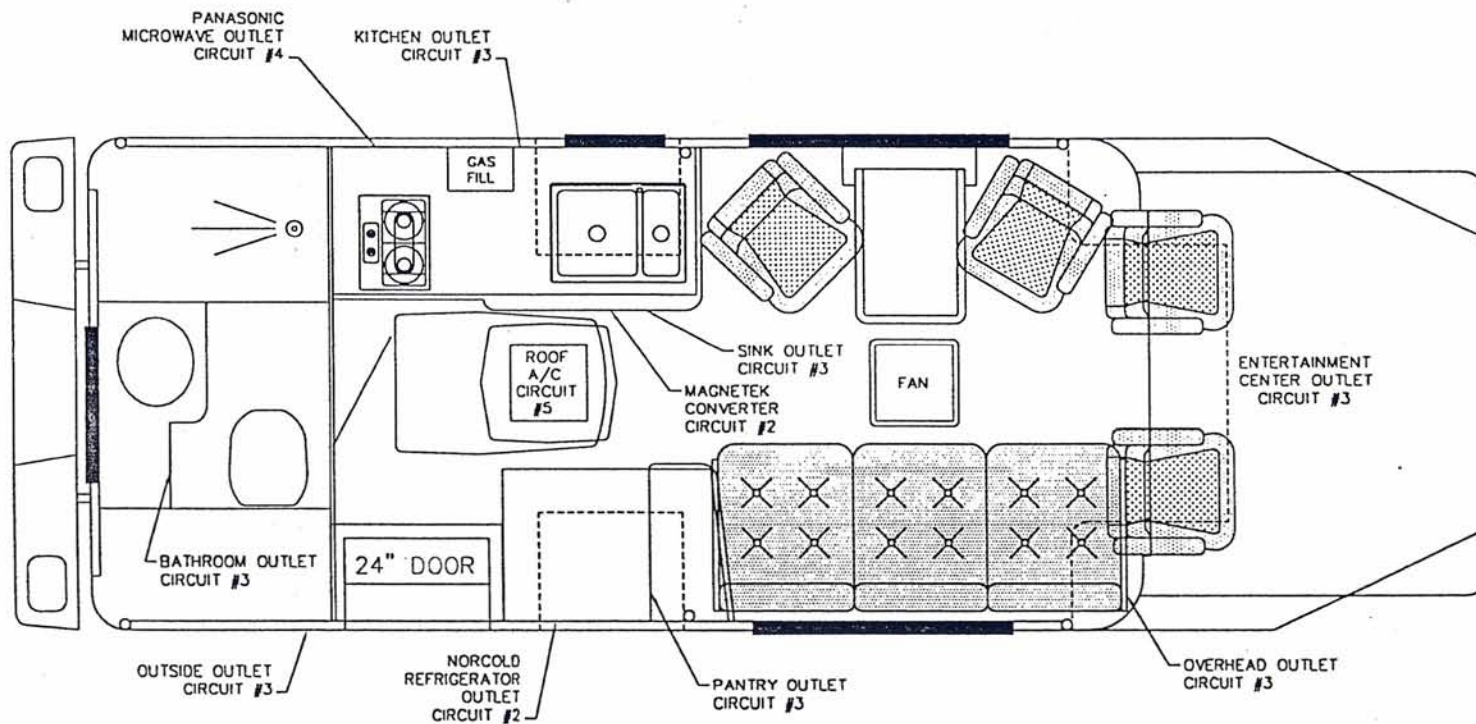 PANASONIC
MICROWAVE OUTLET
CIRCUIT #4
KITCHEN OUTLET
CIRCUIT #3
GAS
FILL
ROOF
A/C
CIRCUIT
#5
SINK OUTLET
CIRCUIT #3
MAGNETEK
CONVERTER
CIRCUIT #2
FAN
ENTERTAINMENT
CENTER OUTLET
CIRCUIT #3
BATHROOM OUTLET
CIRCUIT #3
24" DOOR
OUTSIDE OUTLET
CIRCUIT #3
NORCOLD
REFRIGERATOR
OUTLET
CIRCUIT #2
PANTRY OUTLET
CIRCUIT #3
OVERHEAD OUTLET
CIRCUIT #3